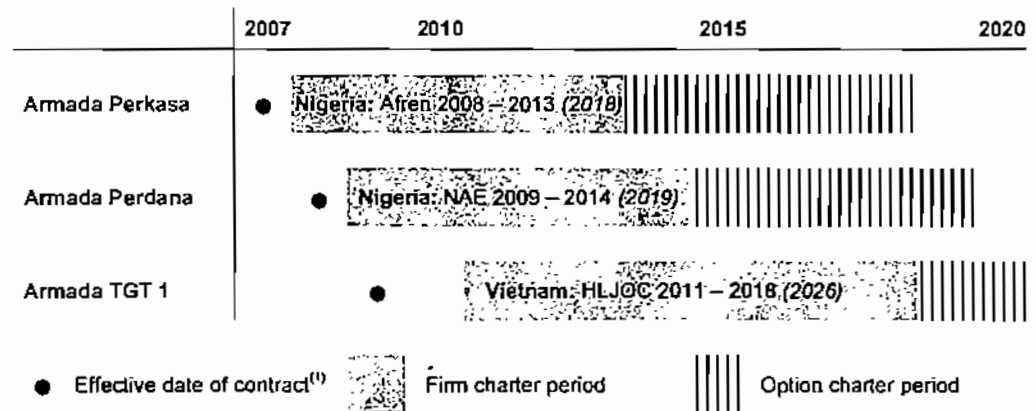 2007 2010 2015 2020
Armada Perkasa Nigeria: Afren 2008 – 2013 (2018)
Armada Perdana Nigeria: NAE 2009 – 2014 (2019)
Armada TGT 1 Vietnam: HLJOC 2011 – 2018 (2026)
● Effective date of contract(1) Firm charter period Option charter period